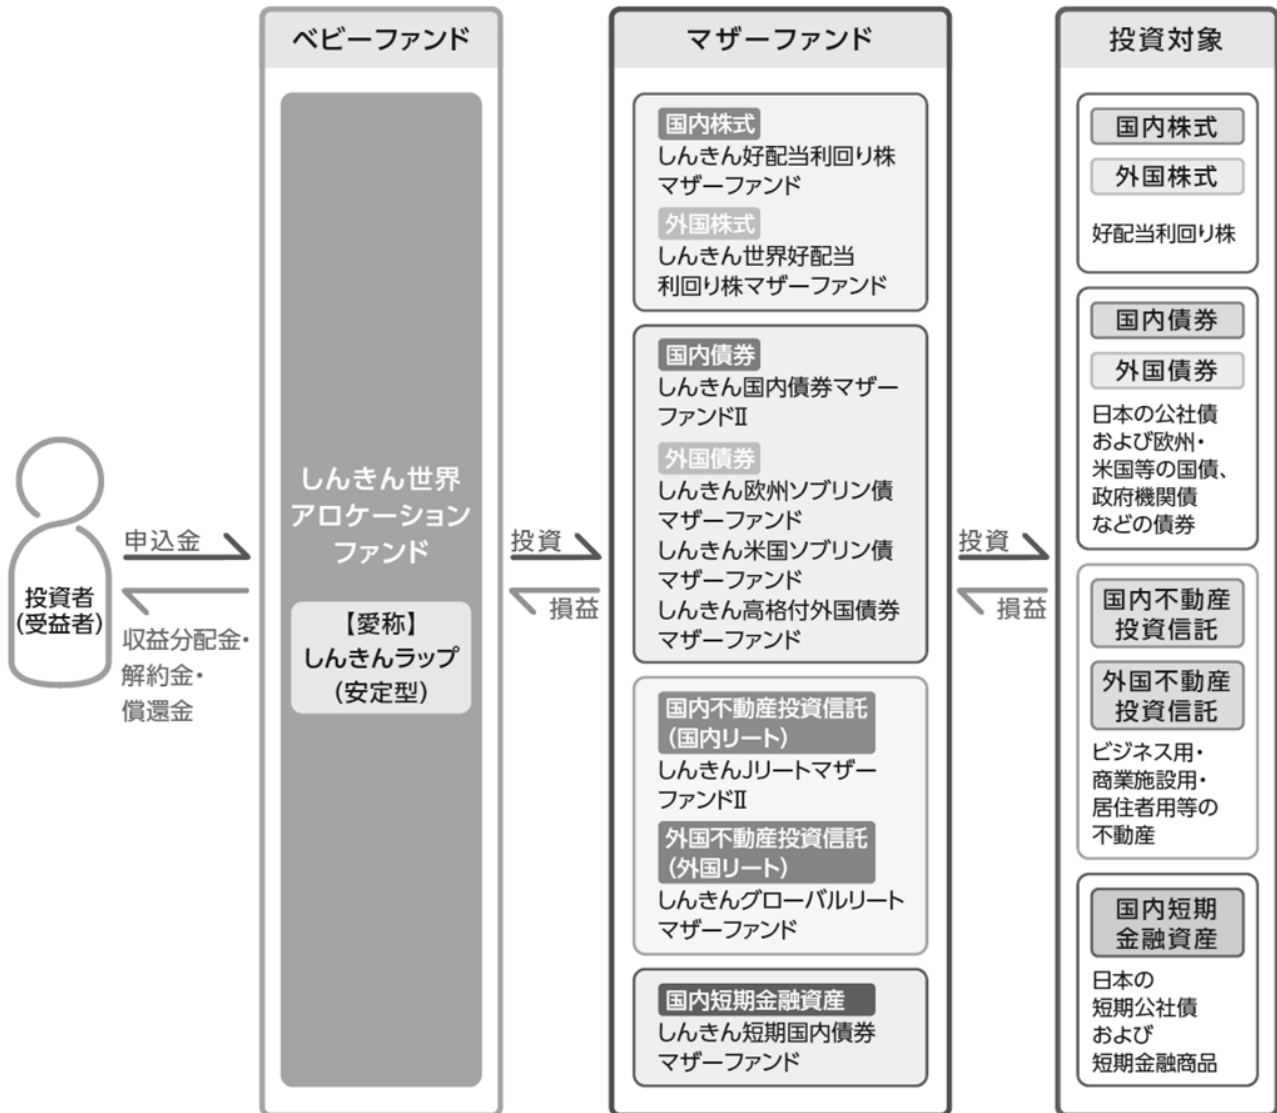 ベビーファンド
マザーファンド
投資対象
投資者
(受益者)
申込金
収益分配金・
解約金・
償還金
しんきん世界
アロケーション
ファンド
【愛称】
しんきんラップ
(安定型)
投資
損益
国内株式
しんきん好配当利回り株
マザーファンド
外国株式
しんきん世界好配当
利回り株マザーファンド
国内債券
しんきん国内債券マザー
ファンドⅡ
外国債券
しんきん欧州ソブリン債
マザーファンド
しんきん米国ソブリン債
マザーファンド
しんきん高格付外国債券
マザーファンド
国内不動産投資信託
(国内リート)
しんきんJリートマザー
ファンドⅡ
外国不動産投資信託
(外国リート)
しんきんグローバルリート
マザーファンド
国内短期金融資産
しんきん短期国内債券
マザーファンド
投資
損益
国内株式
外国株式
好配当利回り株
国内債券
外国債券
日本の公社債
および欧州・
米国等の国債、
政府機関債
などの債券
国内不動産
投資信託
外国不動産
投資信託
ビジネス用・
商業施設用・
居住者用等の
不動産
国内短期
金融資産
日本の
短期公社債
および
短期金融商品